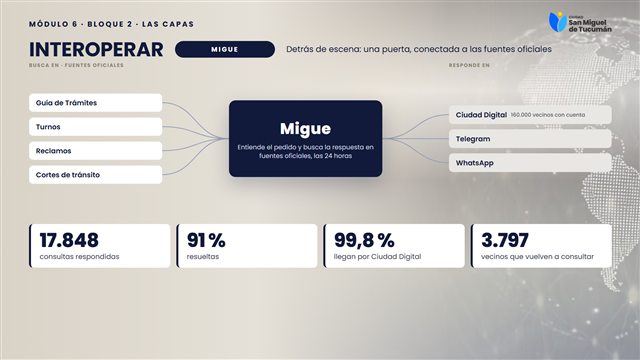 MÓDULO 6 · BLOQUE 2 · LAS CAPAS
Ciudad
San Miguel
de Tucumán
INTEROPERAR
MIGUE
Detrás de escena: una puerta, conectada a las fuentes oficiales
BUSCA EN · FUENTES OFICIALES
RESPONDE EN
Guía de Trámites
Turnos
Reclamos
Cortes de tránsito
Migue
Entiende el pedido y busca la respuesta en
fuentes oficiales, las 24 horas
Ciudad Digital 160.000 vecinos con cuenta
Telegram
WhatsApp
17.848
consultas respondidas
91 %
resueltas
99,8 %
llegan por Ciudad Digital
3.797
vecinos que vuelven a consultar